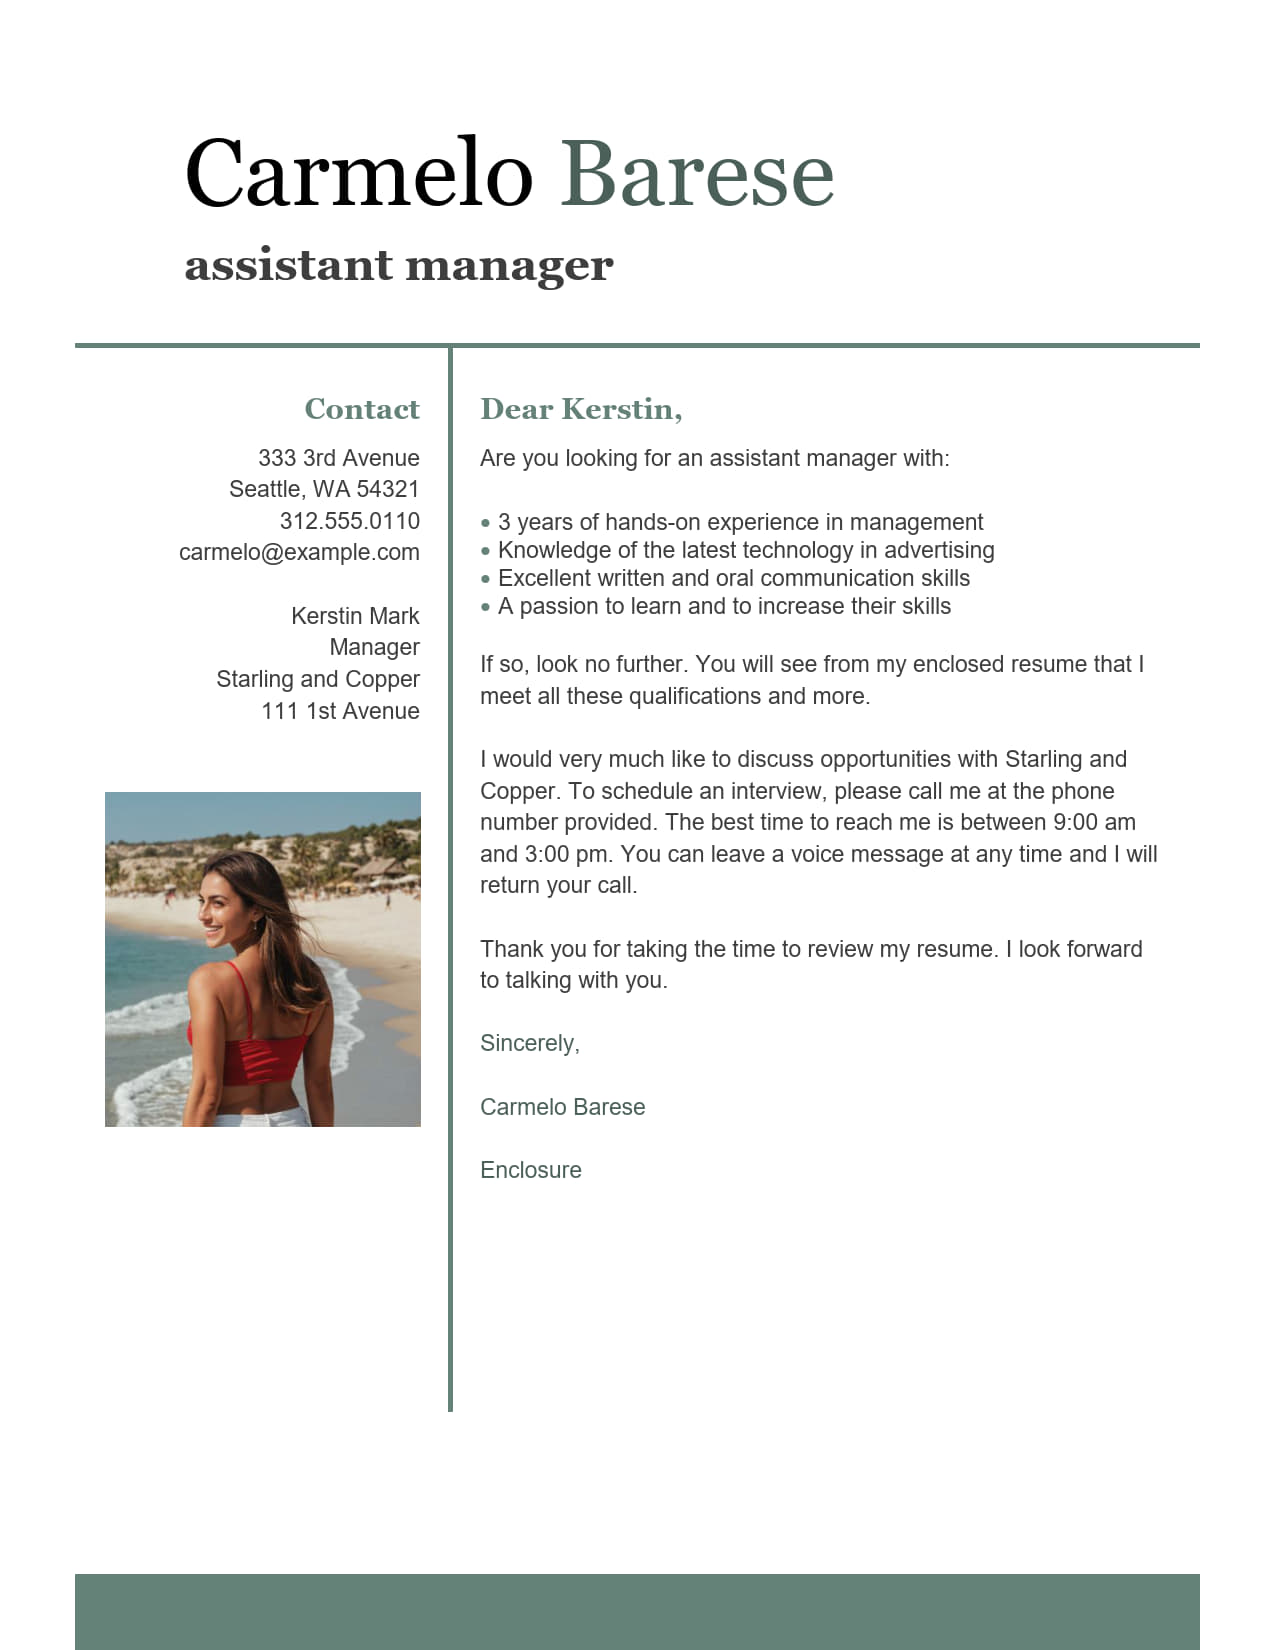 Carmelo Barese
assistant manager
Contact
333 3rd Avenue
Seattle, WA 54321
312.555.0110
carmelo@example.com
Kerstin Mark
Manager
Starling and Copper
111 1st Avenue
Dear Kerstin,
Are you looking for an assistant manager with:
• 3 years of hands-on experience in management
• Knowledge of the latest technology in advertising
• Excellent written and oral communication skills
• A passion to learn and to increase their skills
If so, look no further. You will see from my enclosed resume that I
meet all these qualifications and more.
I would very much like to discuss opportunities with Starling and
Copper. To schedule an interview, please call me at the phone
number provided. The best time to reach me is between 9:00 am
and 3:00 pm. You can leave a voice message at any time and I will
return your call.
Thank you for taking the time to review my resume. I look forward
to talking with you.
Sincerely,
Carmelo Barese
Enclosure